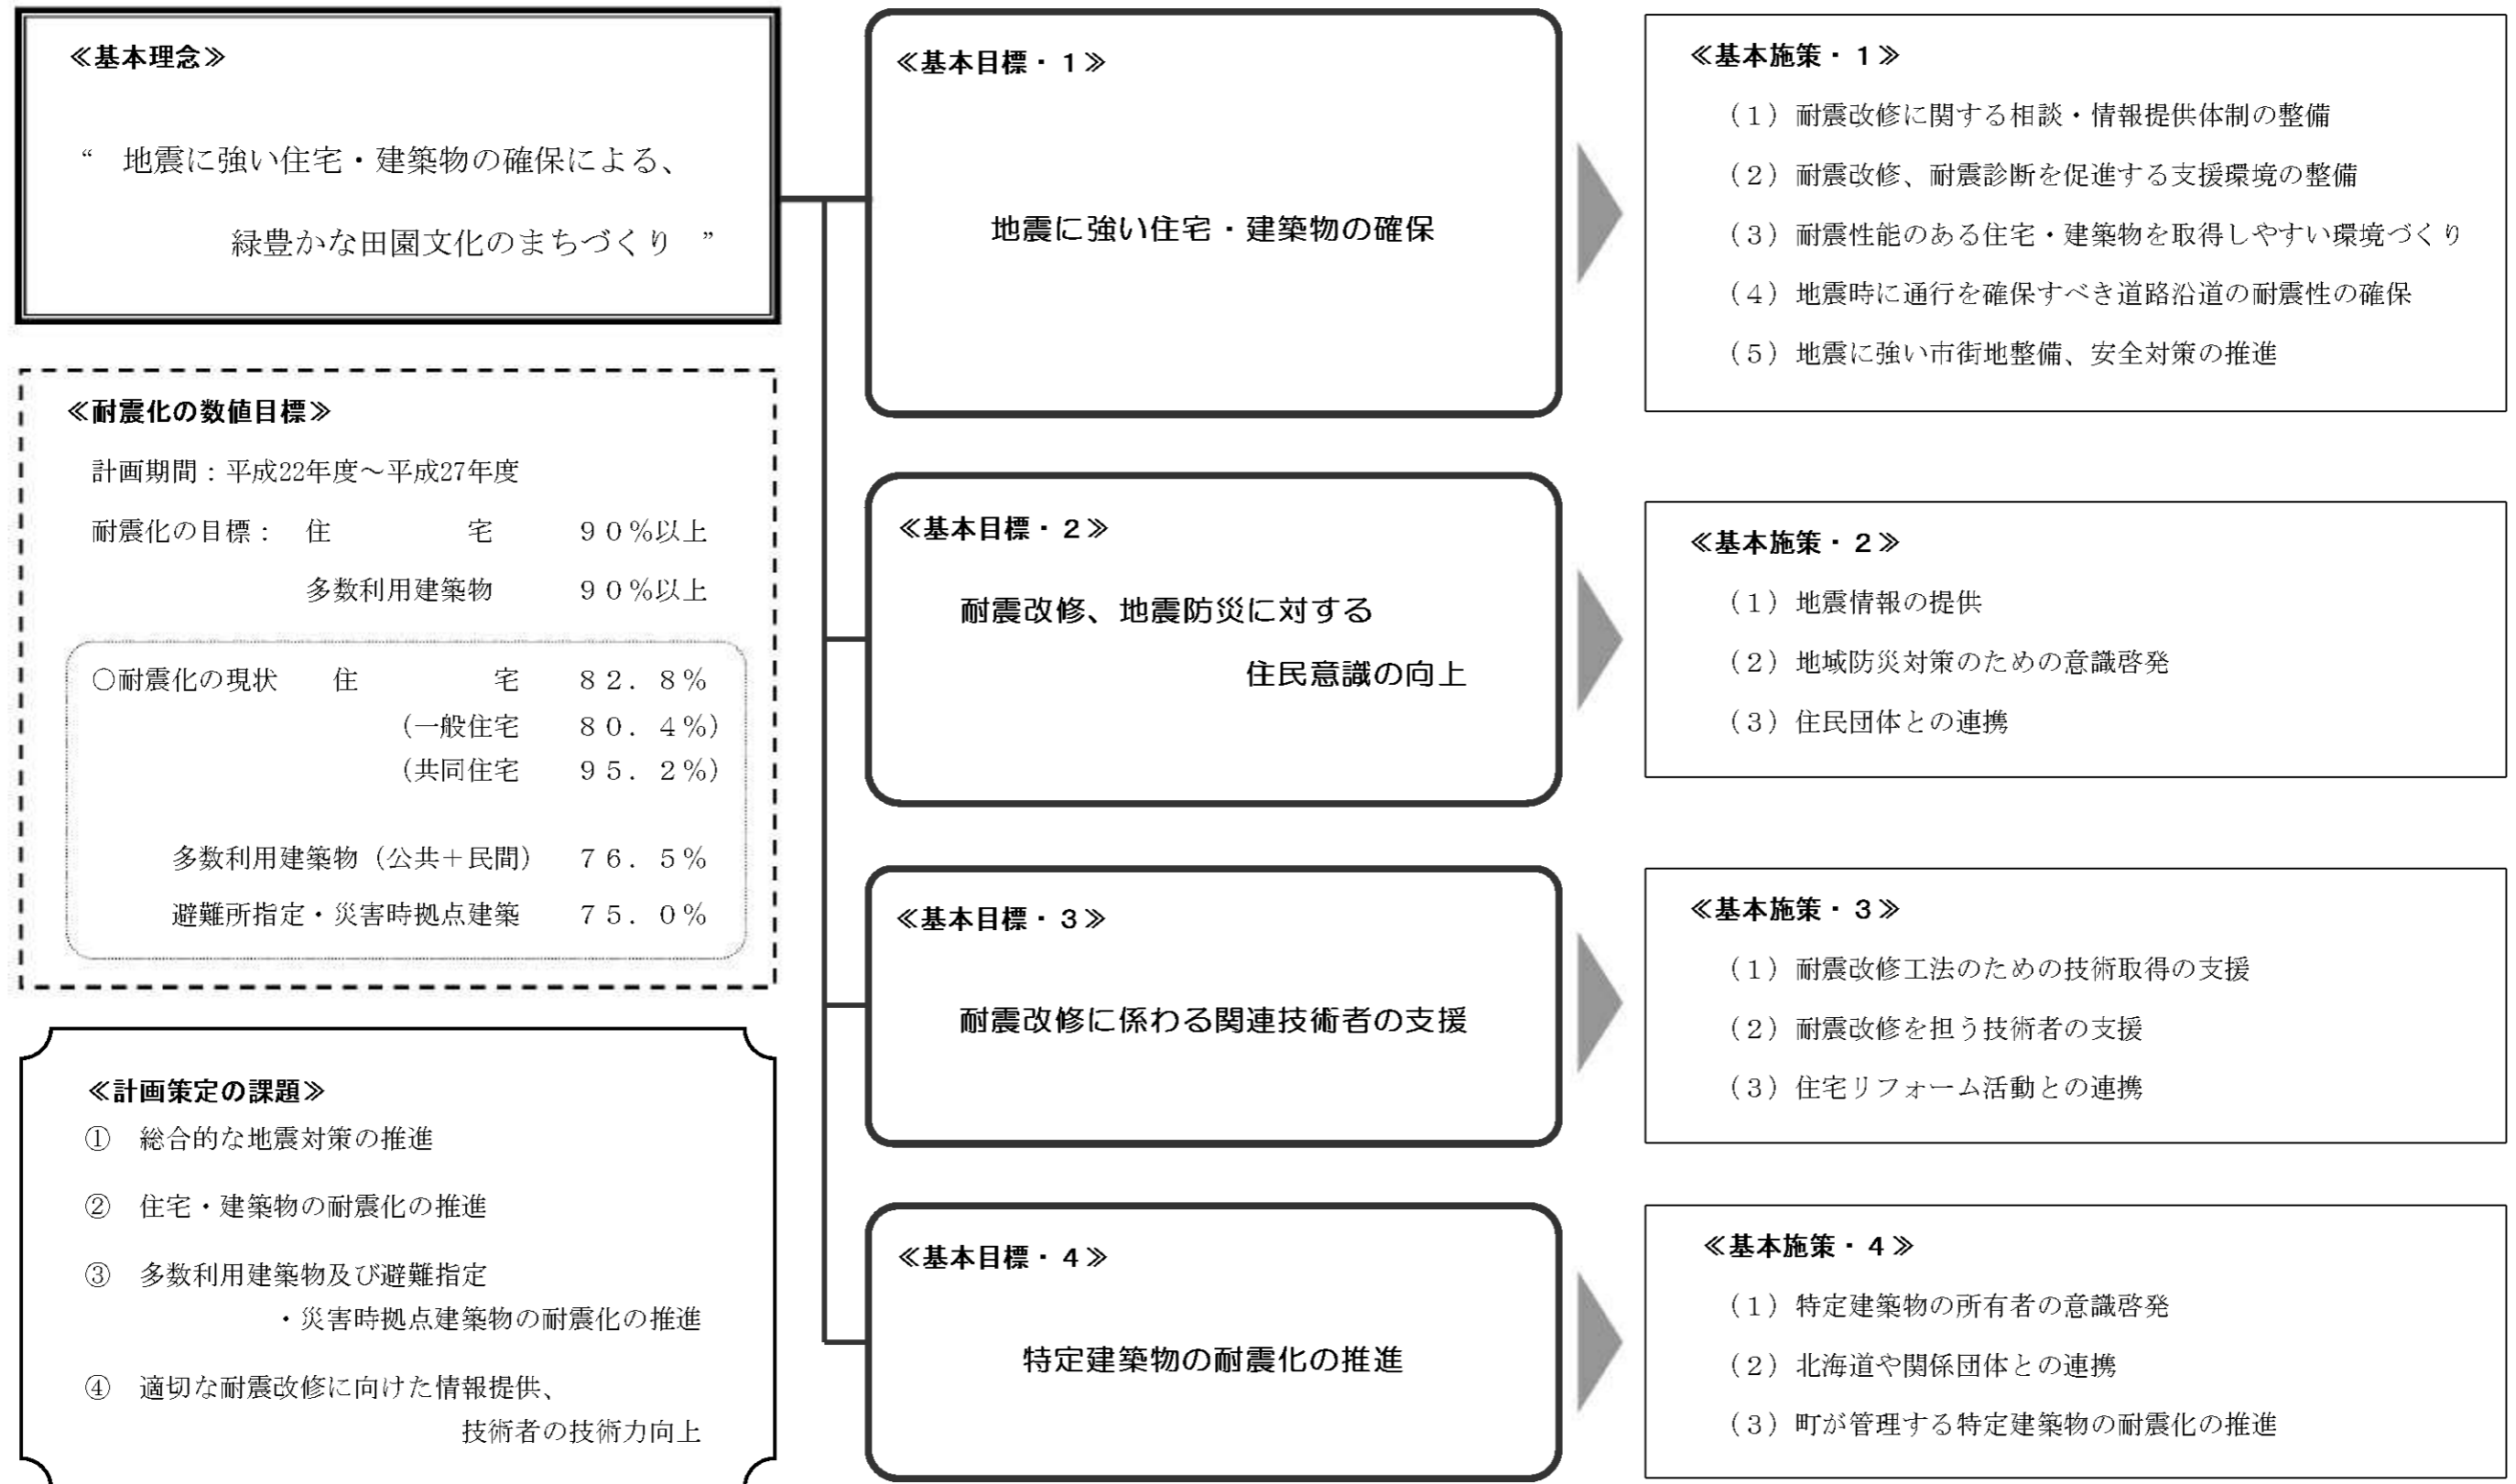 ≪基本理念≫
“ 地震に強い住宅・建築物の確保による、
緑豊かな田園文化のまちづくり ”
≪耐震化の数値目標≫
計画期間：平成22年度～平成27年度
耐震化の目標： 住 宅 ９０％以上
多数利用建築物 ９０％以上
○耐震化の現状 住 宅 ８２．８％
(一般住宅 ８０．４％)
(共同住宅 ９５．２％)
多数利用建築物（公共＋民間） ７６．５％
避難所指定・災害時拠点建築 ７５．０％
≪計画策定の課題≫
① 総合的な地震対策の推進
② 住宅・建築物の耐震化の推進
③ 多数利用建築物及び避難指定
・災害時拠点建築物の耐震化の推進
④ 適切な耐震改修に向けた情報提供、
技術者の技術力向上
≪基本目標・１≫
地震に強い住宅・建築物の確保
≪基本目標・２≫
耐震改修、地震防災に対する
住民意識の向上
≪基本目標・３≫
耐震改修に係わる関連技術者の支援
≪基本目標・４≫
特定建築物の耐震化の推進
≪基本施策・１≫
（１）耐震改修に関する相談・情報提供体制の整備
（２）耐震改修、耐震診断を促進する支援環境の整備
（３）耐震性能のある住宅・建築物を取得しやすい環境づくり
（４）地震時に通行を確保すべき道路沿道の耐震性の確保
（５）地震に強い市街地整備、安全対策の推進
≪基本施策・２≫
（１）地震情報の提供
（２）地域防災対策のための意識啓発
（３）住民団体との連携
≪基本施策・３≫
（１）耐震改修工法のための技術取得の支援
（２）耐震改修を担う技術者の支援
（３）住宅リフォーム活動との連携
≪基本施策・４≫
（１）特定建築物の所有者の意識啓発
（２）北海道や関係団体との連携
（３）町が管理する特定建築物の耐震化の推進